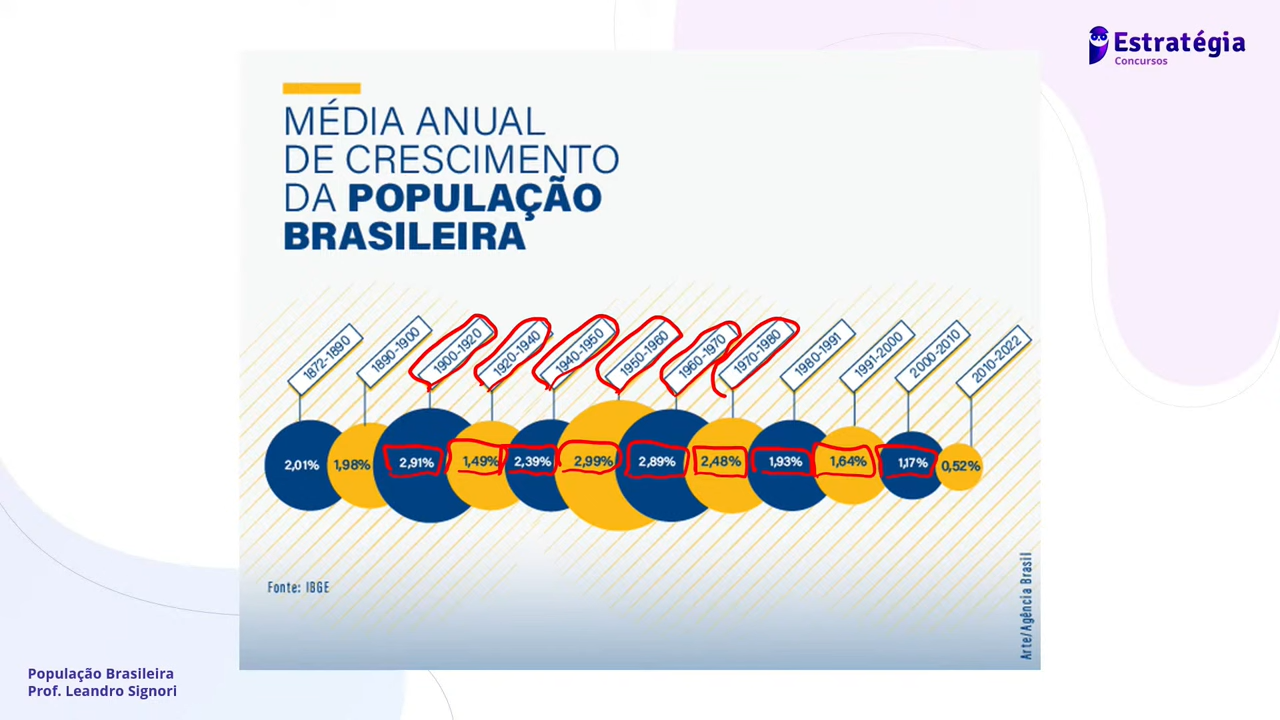 Estratégia
Concursos
MÉDIA ANUAL
DE CRESCIMENTO
DA POPULAÇÃO
BRASILEIRA
1872-1890
1890-1900
1900-1920
1920-1940
1940-1950
1950-1960
1960-1970
1970-1980
1980-1991
1991-2000
2000-2010
2010-2022
2,01%
1,98%
2,91%
1,49%
2,39%
2,99%
2,89%
2,48%
1,93%
1,64%
1,17%
0,52%
Fonte: IBGE
Arte/Agência Brasil
População Brasileira
Prof. Leandro Signori